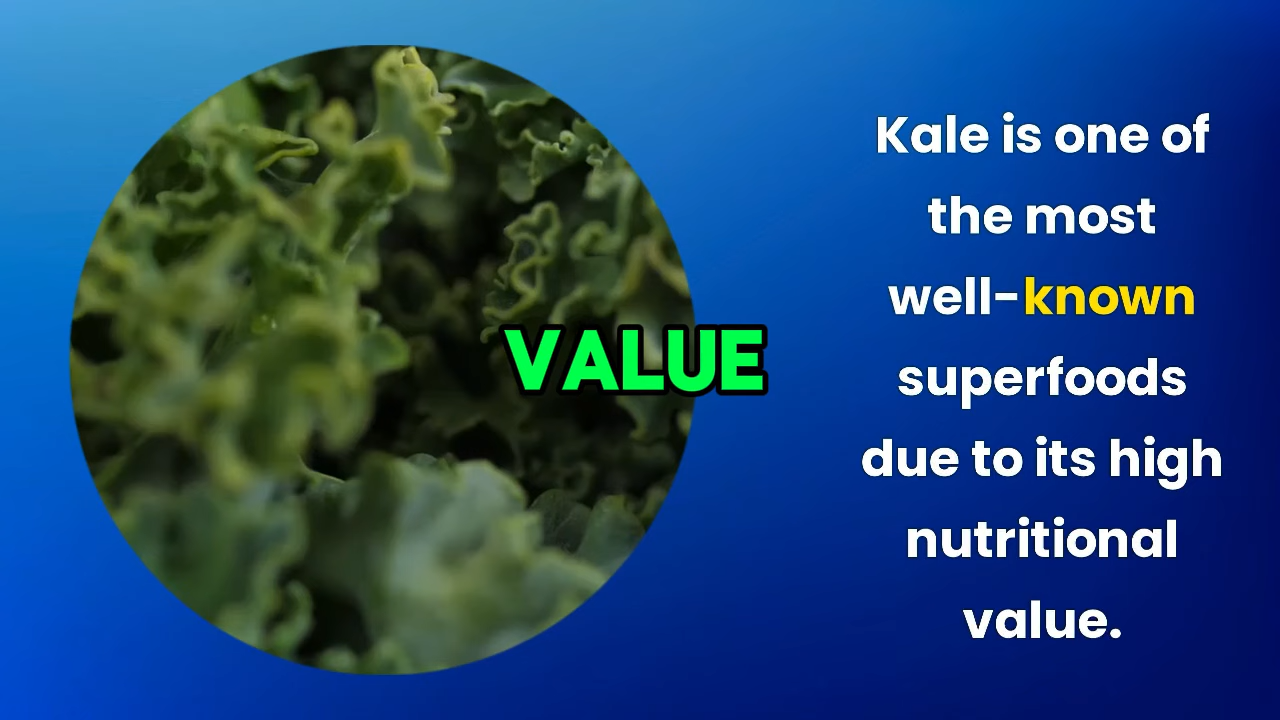 VALUE
Kale is one of
the most
well-known
superfoods
due to its high
nutritional
value.